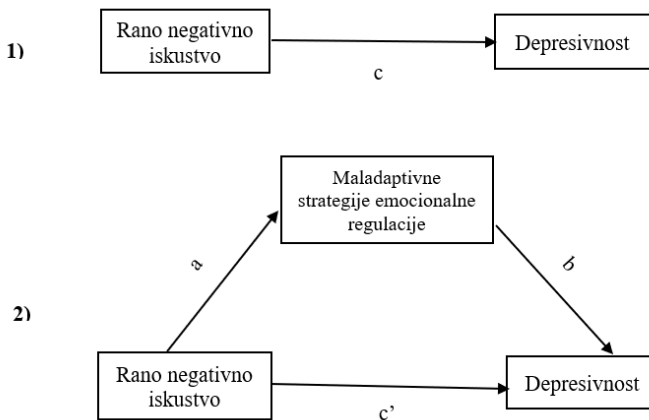 1)
Rano negativno
iskustvo
Depresivnost
c
Maladaptivne
strategije emocionalne
regulacije
a
b
2)
Rano negativno
iskustvo
Depresivnost
c’